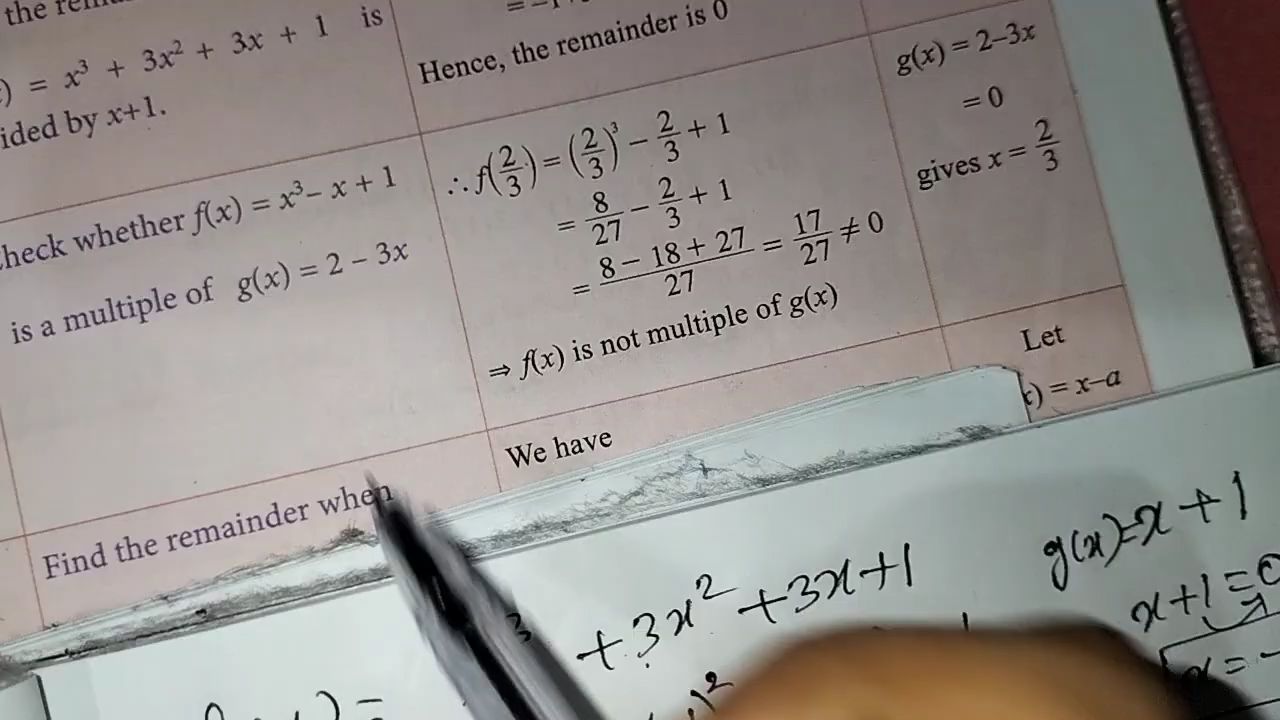 the
= x³ + 3x² + 3x + 1 is
ided by x+1.
Hence, the remainder is 0
heck whether f(x) = x³– x + 1
is a multiple of g(x) = 2 – 3x
∴ f(2/3) = (2/3)³ – 2/3 + 1
= 8/27 – 2/3 + 1
= (8 – 18 + 27)/27 = 17/27 ≠ 0
⇒ f(x) is not multiple of g(x)
g(x) = 2–3x
= 0
gives x = 2/3
Find the remainder when
We have
Let
) = x–a
3 +3x² +3x+1
g(x)=x+1
x+1=0
x=-